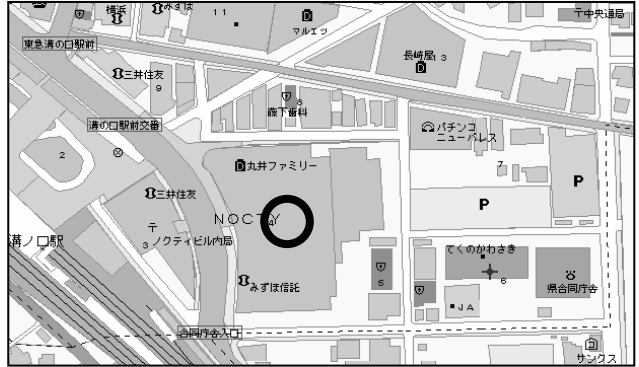 横浜
みずほ
11
マルエツ
〒中央通局
東急溝の口駅前
長崎屋
13
三井住友
9
8
藤下歯科
パチンコ
ニューパレス
溝の口駅前交番
2
7
丸井ファミリー
P
三井住友
P
NOCTY
4
〒
溝ノ口駅
3
ノクティビル内局
てくのかわさき
6
5
みずほ信託
県合同庁舎
JA
合同庁舎入口
サンクス